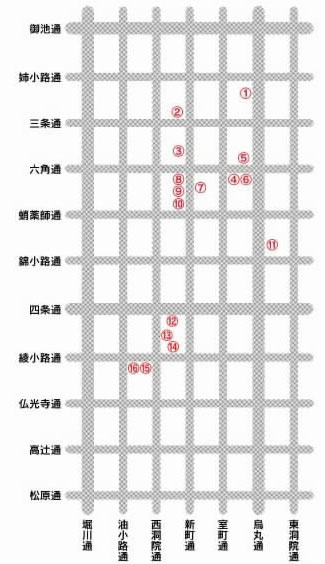 御池通
姉小路通
①
②
三条通
③
⑤
六角通
⑧
④⑥
⑦
⑨
⑩
蛸薬師通
⑪
錦小路通
四条通
⑫
⑬
⑭
綾小路通
⑯⑮
仏光寺通
高辻通
松原通
堀川通
油小路通
西洞院通
新町通
室町通
烏丸通
東洞院通